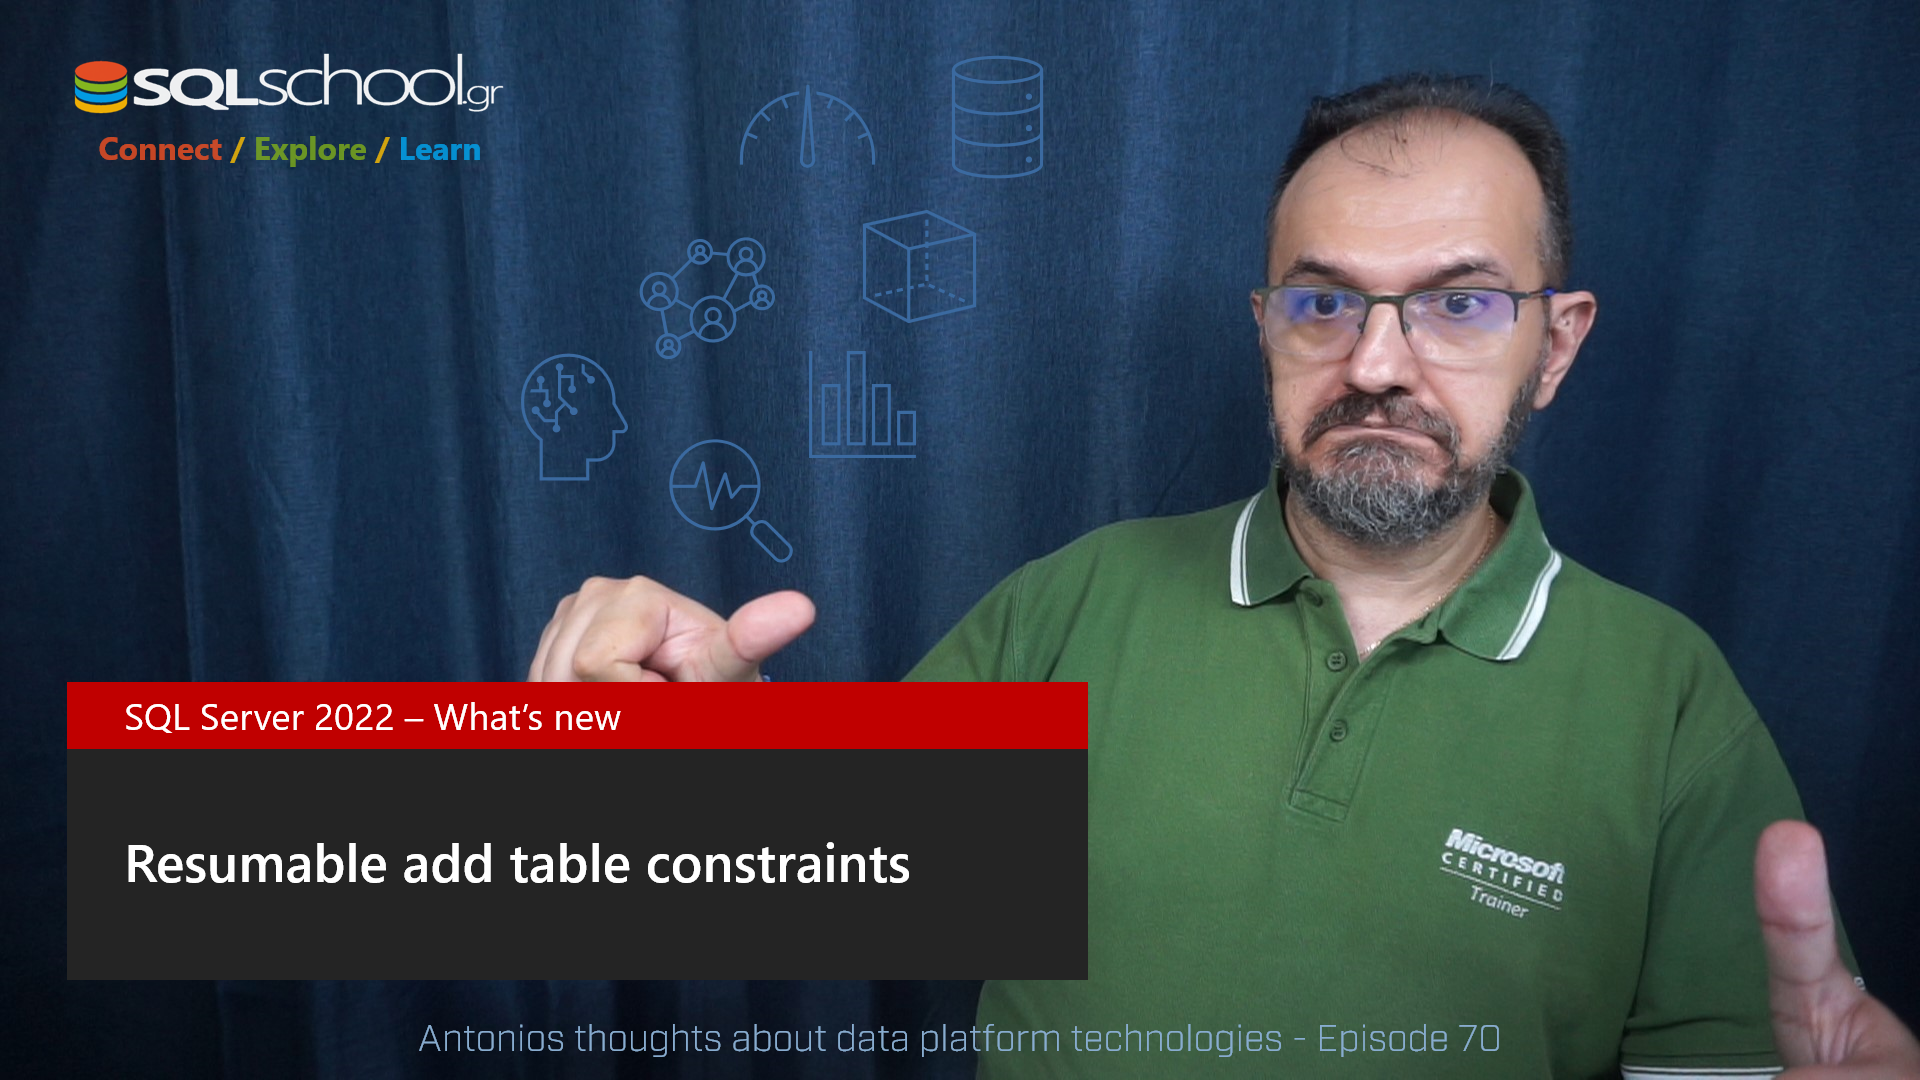 SQLschool.gr
Connect / Explore / Learn
SQL Server 2022 – What's new
Resumable add table constraints
Microsoft
CERTIFIED
Trainer
Antonios thoughts about data platform technologies - Episode 70